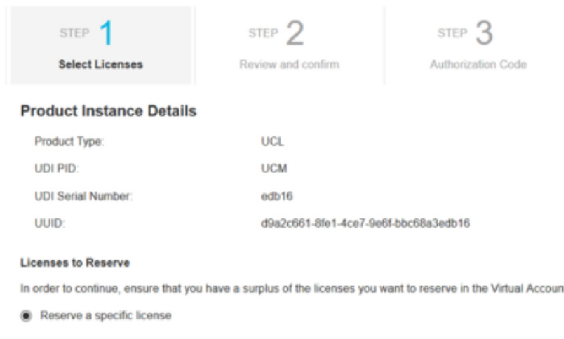 STEP 1
Select Licenses
STEP 2
Review and confirm
STEP 3
Authorization Code
Product Instance Details
Product Type: UCL
UDI PID: UCM
UDI Serial Number: edb16
UUID: d9a2c661-8fe1-4ce7-9e6f-bbc68a3edb16
Licenses to Reserve
In order to continue, ensure that you have a surplus of the licenses you want to reserve in the Virtual Accoun
Reserve a specific license